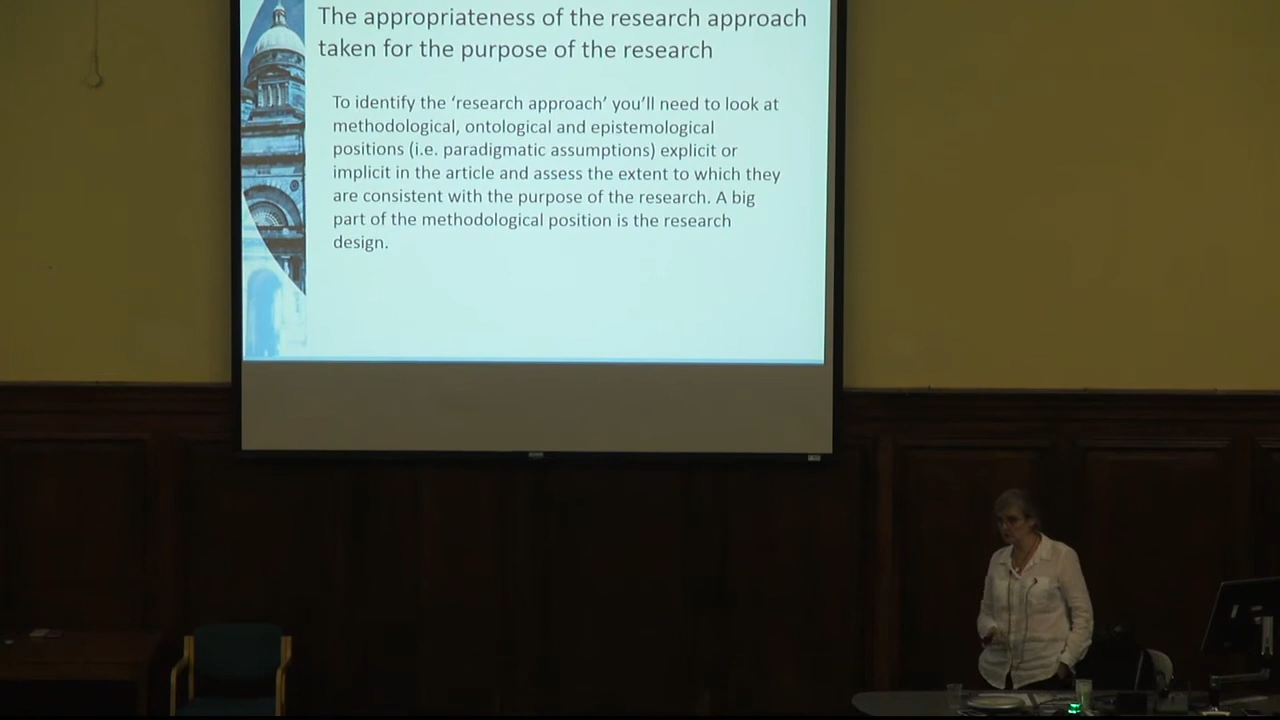 The appropriateness of the research approach
taken for the purpose of the research
To identify the ‘research approach’ you’ll need to look at
methodological, ontological and epistemological
positions (i.e. paradigmatic assumptions) explicit or
implicit in the article and assess the extent to which they
are consistent with the purpose of the research. A big
part of the methodological position is the research
design.